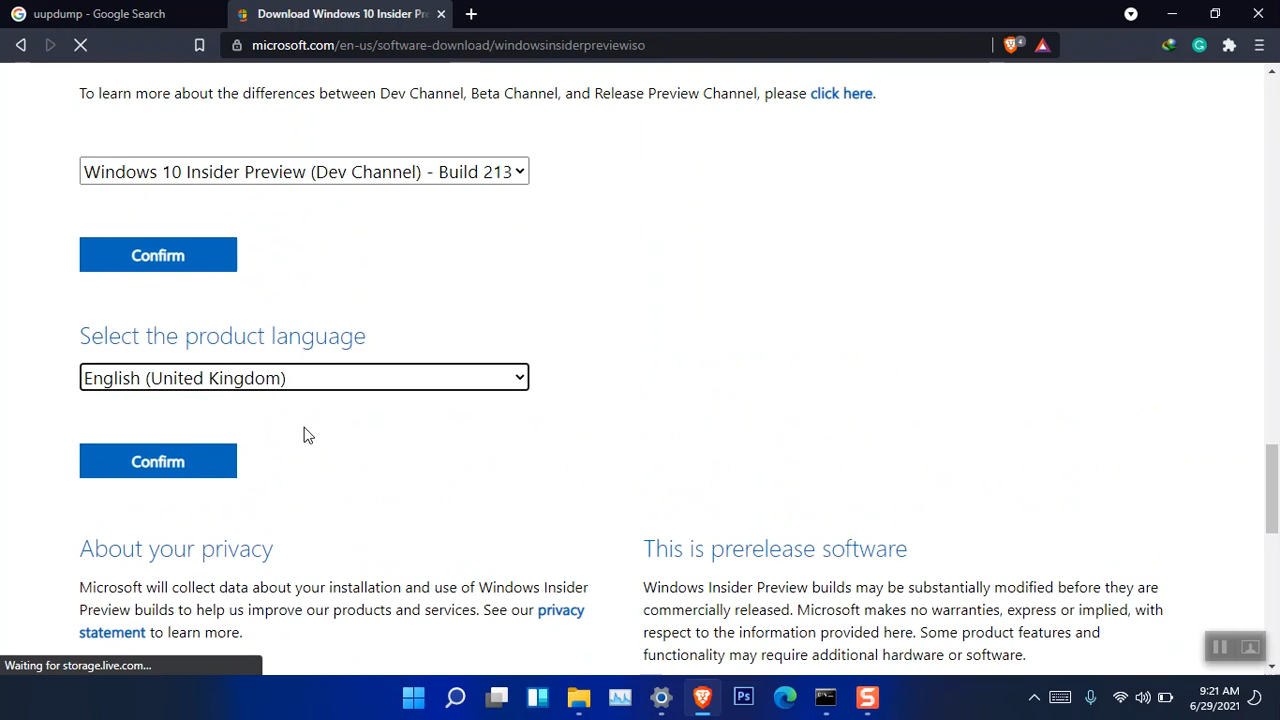 uupdump - Google Search
Download Windows 10 Insider Pre
microsoft.com/en-us/software-download/windowsinsiderpreviewiso
4
To learn more about the differences between Dev Channel, Beta Channel, and Release Preview Channel, please click here.
Windows 10 Insider Preview (Dev Channel) - Build 213
Confirm
Select the product language
English (United Kingdom)
Confirm
About your privacy
Microsoft will collect data about your installation and use of Windows Insider
Preview builds to help us improve our products and services. See our privacy
statement to learn more.
This is prerelease software
Windows Insider Preview builds may be substantially modified before they are
commercially released. Microsoft makes no warranties, express or implied, with
respect to the information provided here. Some product features and
functionality may require additional hardware or software.
Waiting for storage.live.com...
Ps
S
9:21 AM
6/29/2021